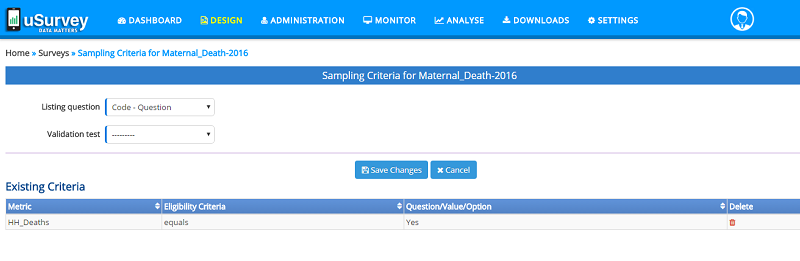 uSurvey DASHBOARD DESIGN ADMINISTRATION MONITOR ANALYSE DOWNLOADS SETTINGS
DATA MATTERS
Home » Surveys » Sampling Criteria for Maternal_Death-2016
Sampling Criteria for Maternal_Death-2016
Listing question Code - Question
Validation test ---------
Save Changes Cancel
Existing Criteria
Metric Eligibility Criteria Question/Value/Option Delete
HH_Deaths equals Yes